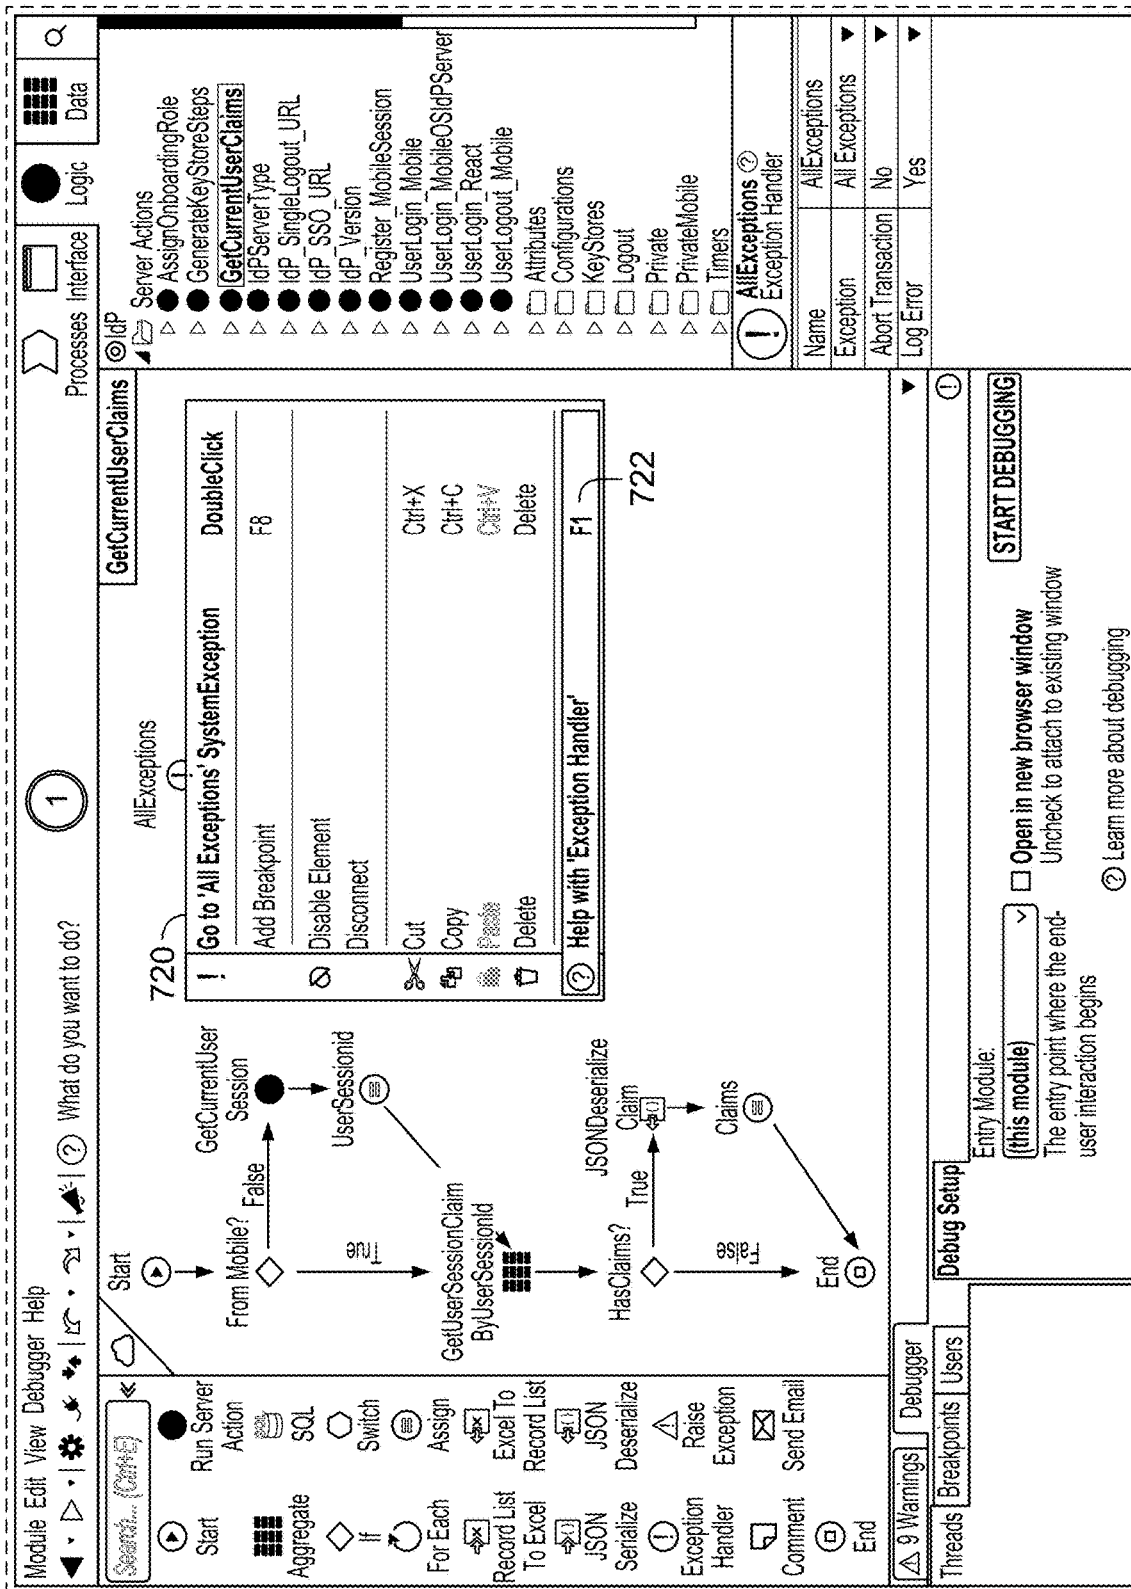 Module Edit View Debugger Help
What do you want to do?
1
Processes
Interface
Logic
Data
Search... (Ctrl+E)
Start
Run Server
Action
Aggregate
SQL
If
Switch
For Each
Assign
Record List
To Excel
Excel To
Record List
JSON
Serialize
JSON
Deserialize
Exception
Handler
Raise
Exception
Comment
Send Email
End
GetCurrentUserClaims
Start
From Mobile?
False
True
GetCurrentUser
Session
UserSessionid
GetUserSessionClaim
ByUserSessionId
HasClaims?
True
False
JSONDeserialize
Claim
Claims
End
AllExceptions
720
! Go to 'All Exceptions' SystemException DoubleClick
Add Breakpoint F8
Disable Element
Disconnect
Cut Ctrl+X
Copy Ctrl+C
Paste Ctrl+V
Delete Delete
? Help with 'Exception Handler' F1
722
IdP
Server Actions
AssignOnboardingRole
GenerateKeyStoreSteps
GetCurrentUserClaims
IdPServerType
IdP_SingleLogout_URL
IdP_SSO_URL
IdP_Version
Register_MobileSession
UserLogin_Mobile
UserLogin_MobileOSIdPServer
UserLogin_React
UserLogout_Mobile
Attributes
Configurations
KeyStores
Logout
Private
PrivateMobile
Timers
! AllExceptions ?
Exception Handler
Name AllExceptions
Exception All Exceptions
Abort Transaction No
Log Error Yes
9 Warnings Debugger
Threads Breakpoints Users
Debug Setup
Entry Module:
(this module)
The entry point where the end-
user interaction begins
Open in new browser window
Uncheck to attach to existing window
START DEBUGGING
? Learn more about debugging